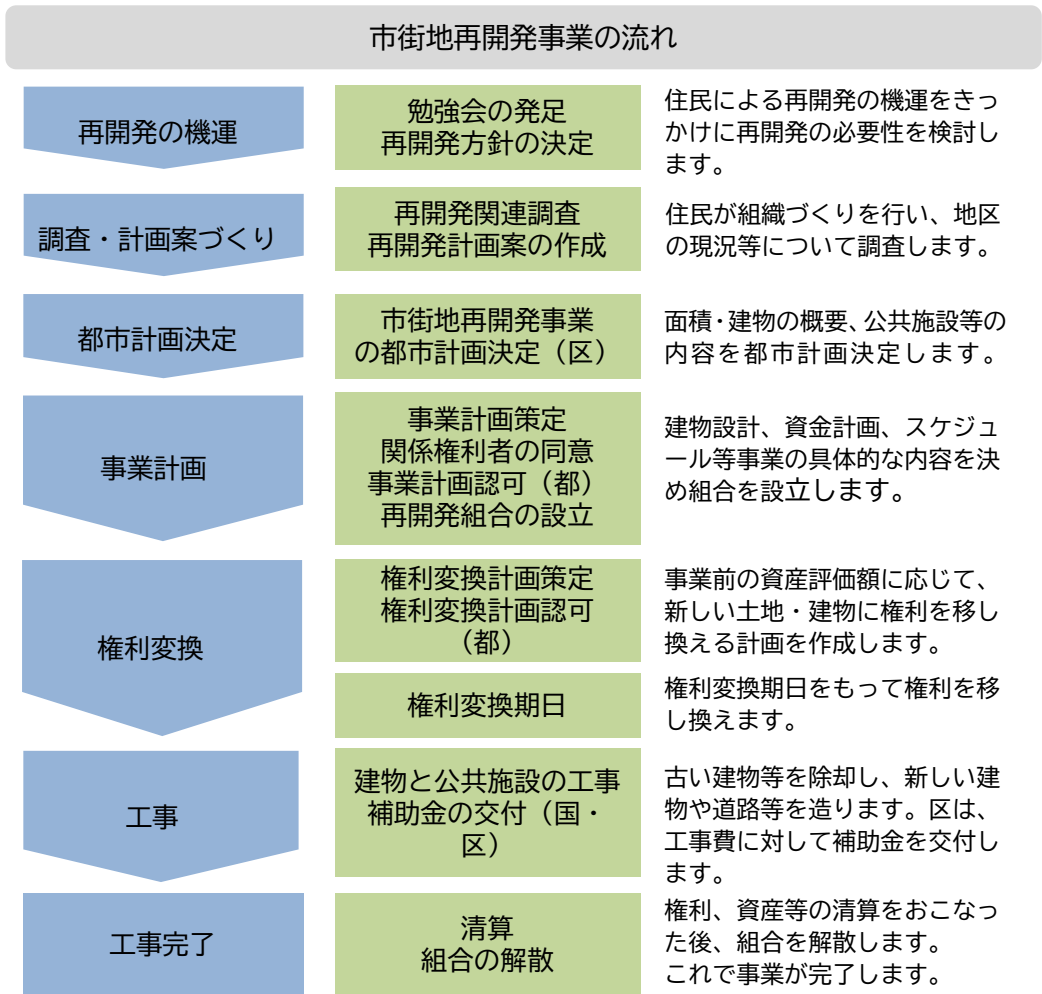 市街地再開発事業の流れ
再開発の機運
勉強会の発足
再開発方針の決定
住民による再開発の機運をきっ
かけに再開発の必要性を検討し
ます。
調査・計画案づくり
再開発関連調査
再開発計画案の作成
住民が組織づくりを行い、地区
の現況等について調査します。
都市計画決定
市街地再開発事業
の都市計画決定（区）
面積・建物の概要、公共施設等の
内容を都市計画決定します。
事業計画
事業計画策定
関係権利者の同意
事業計画認可（都）
再開発組合の設立
建物設計、資金計画、スケジュ
ール等事業の具体的な内容を決
め組合を設立します。
権利変換
権利変換計画策定
権利変換計画認可
（都）
事業前の資産評価額に応じて、
新しい土地・建物に権利を移し
換える計画を作成します。
権利変換期日
権利変換期日をもって権利を移
し換えます。
工事
建物と公共施設の工事
補助金の交付（国・
区）
古い建物等を除却し、新しい建
物や道路等を造ります。区は、
工事費に対して補助金を交付し
ます。
工事完了
清算
組合の解散
権利、資産等の清算をおこなっ
た後、組合を解散します。
これで事業が完了します。